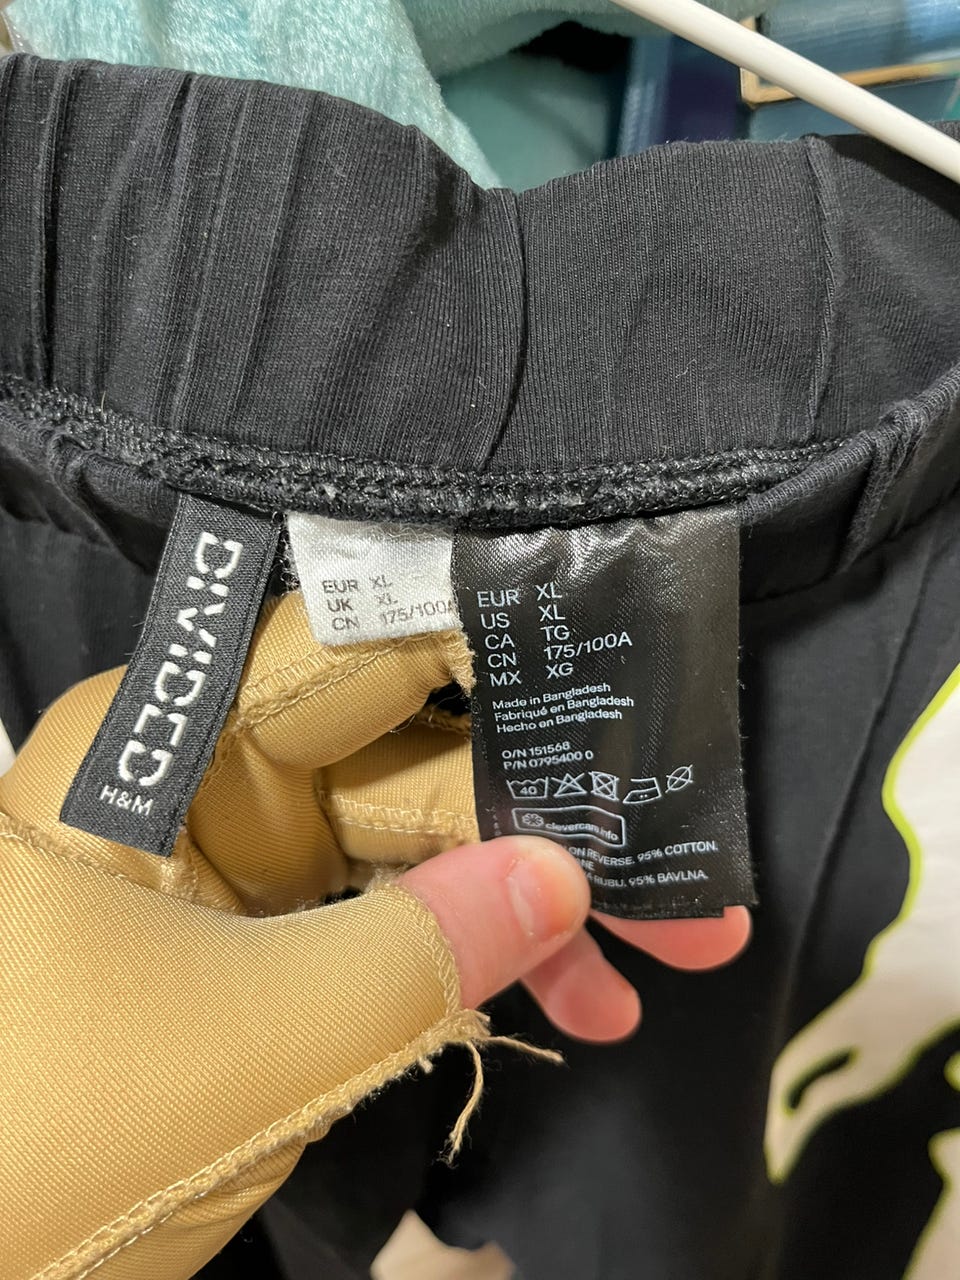 DIVIDED
H&M
EUR XL
UK XL
CN 175/100A
EUR XL
US XL
CA TG
CN 175/100A
MX XG
Made in Bangladesh
Fabriqué en Bangladesh
Hecho en Bangladesh
O/N 151568
P/N 0795400 0
40
clevercare.info
ON REVERSE. 95% COTTON.
RUBU. 95% BAVLNA.